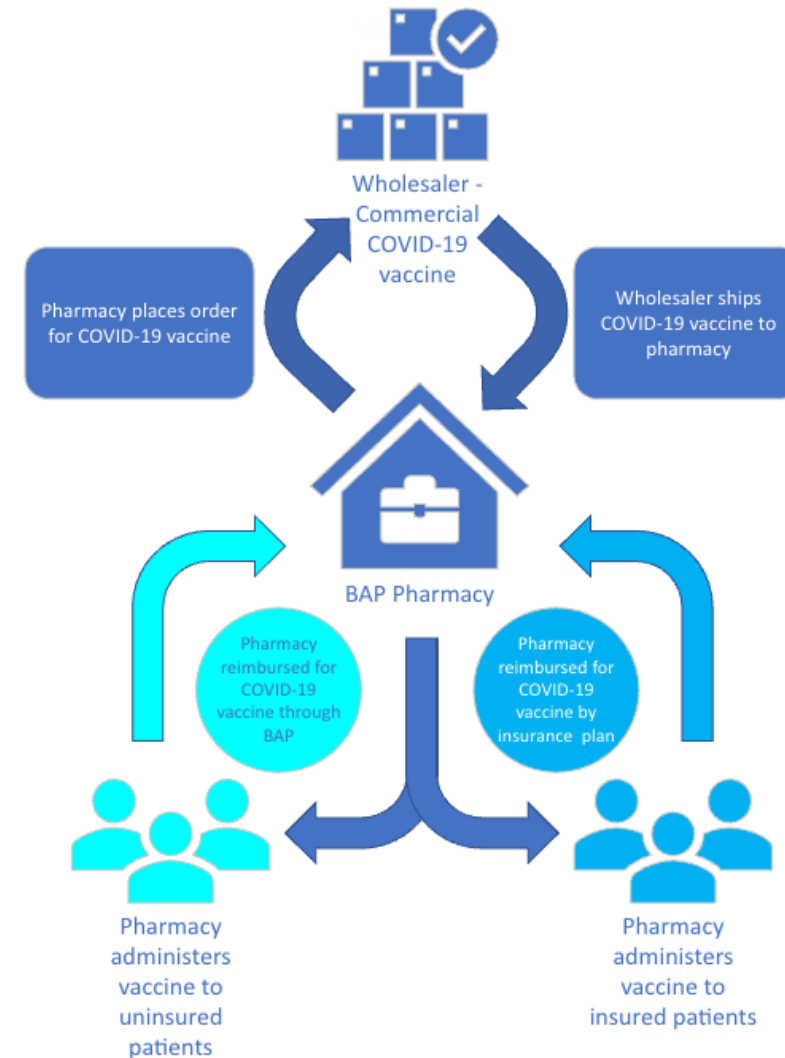 Wholesaler -
Commercial
COVID-19
vaccine
Pharmacy places order
for COVID-19 vaccine
Wholesaler ships
COVID-19 vaccine to
pharmacy
BAP Pharmacy
Pharmacy
reimbursed for
COVID-19
vaccine through
BAP
Pharmacy
reimbursed for
COVID-19
vaccine by
insurance plan
Pharmacy
administers
vaccine to
uninsured
patients
Pharmacy
administers
vaccine to
insured patients